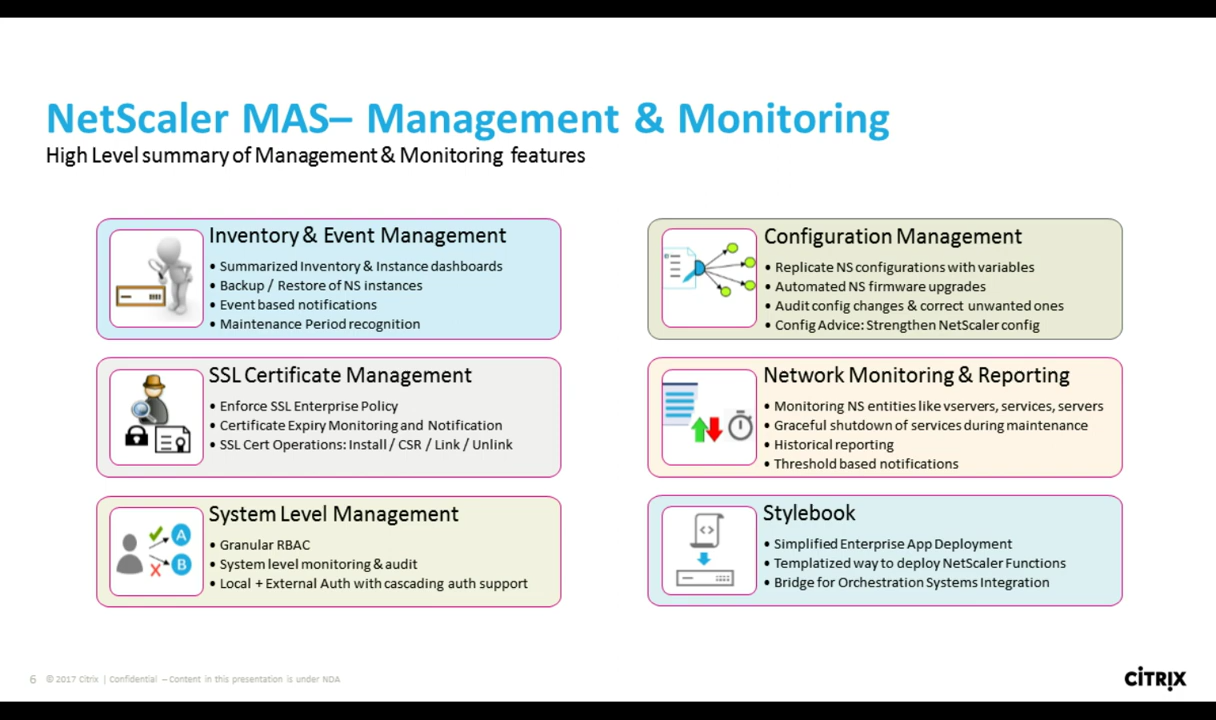 NetScaler MAS– Management & Monitoring
High Level summary of Management & Monitoring features
Inventory & Event Management
• Summarized Inventory & Instance dashboards
• Backup / Restore of NS instances
• Event based notifications
• Maintenance Period recognition
Configuration Management
• Replicate NS configurations with variables
• Automated NS firmware upgrades
• Audit config changes & correct unwanted ones
• Config Advice: Strengthen NetScaler config
SSL Certificate Management
• Enforce SSL Enterprise Policy
• Certificate Expiry Monitoring and Notification
• SSL Cert Operations: Install / CSR / Link / Unlink
Network Monitoring & Reporting
• Monitoring NS entities like vservers, services, servers
• Graceful shutdown of services during maintenance
• Historical reporting
• Threshold based notifications
System Level Management
A
B
• Granular RBAC
• System level monitoring & audit
• Local + External Auth with cascading auth support
Stylebook
• Simplified Enterprise App Deployment
• Templatized way to deploy NetScaler Functions
• Bridge for Orchestration Systems Integration
6 © 2017 Citrix | Confidential – Content in this presentation is under NDA
CITRIX